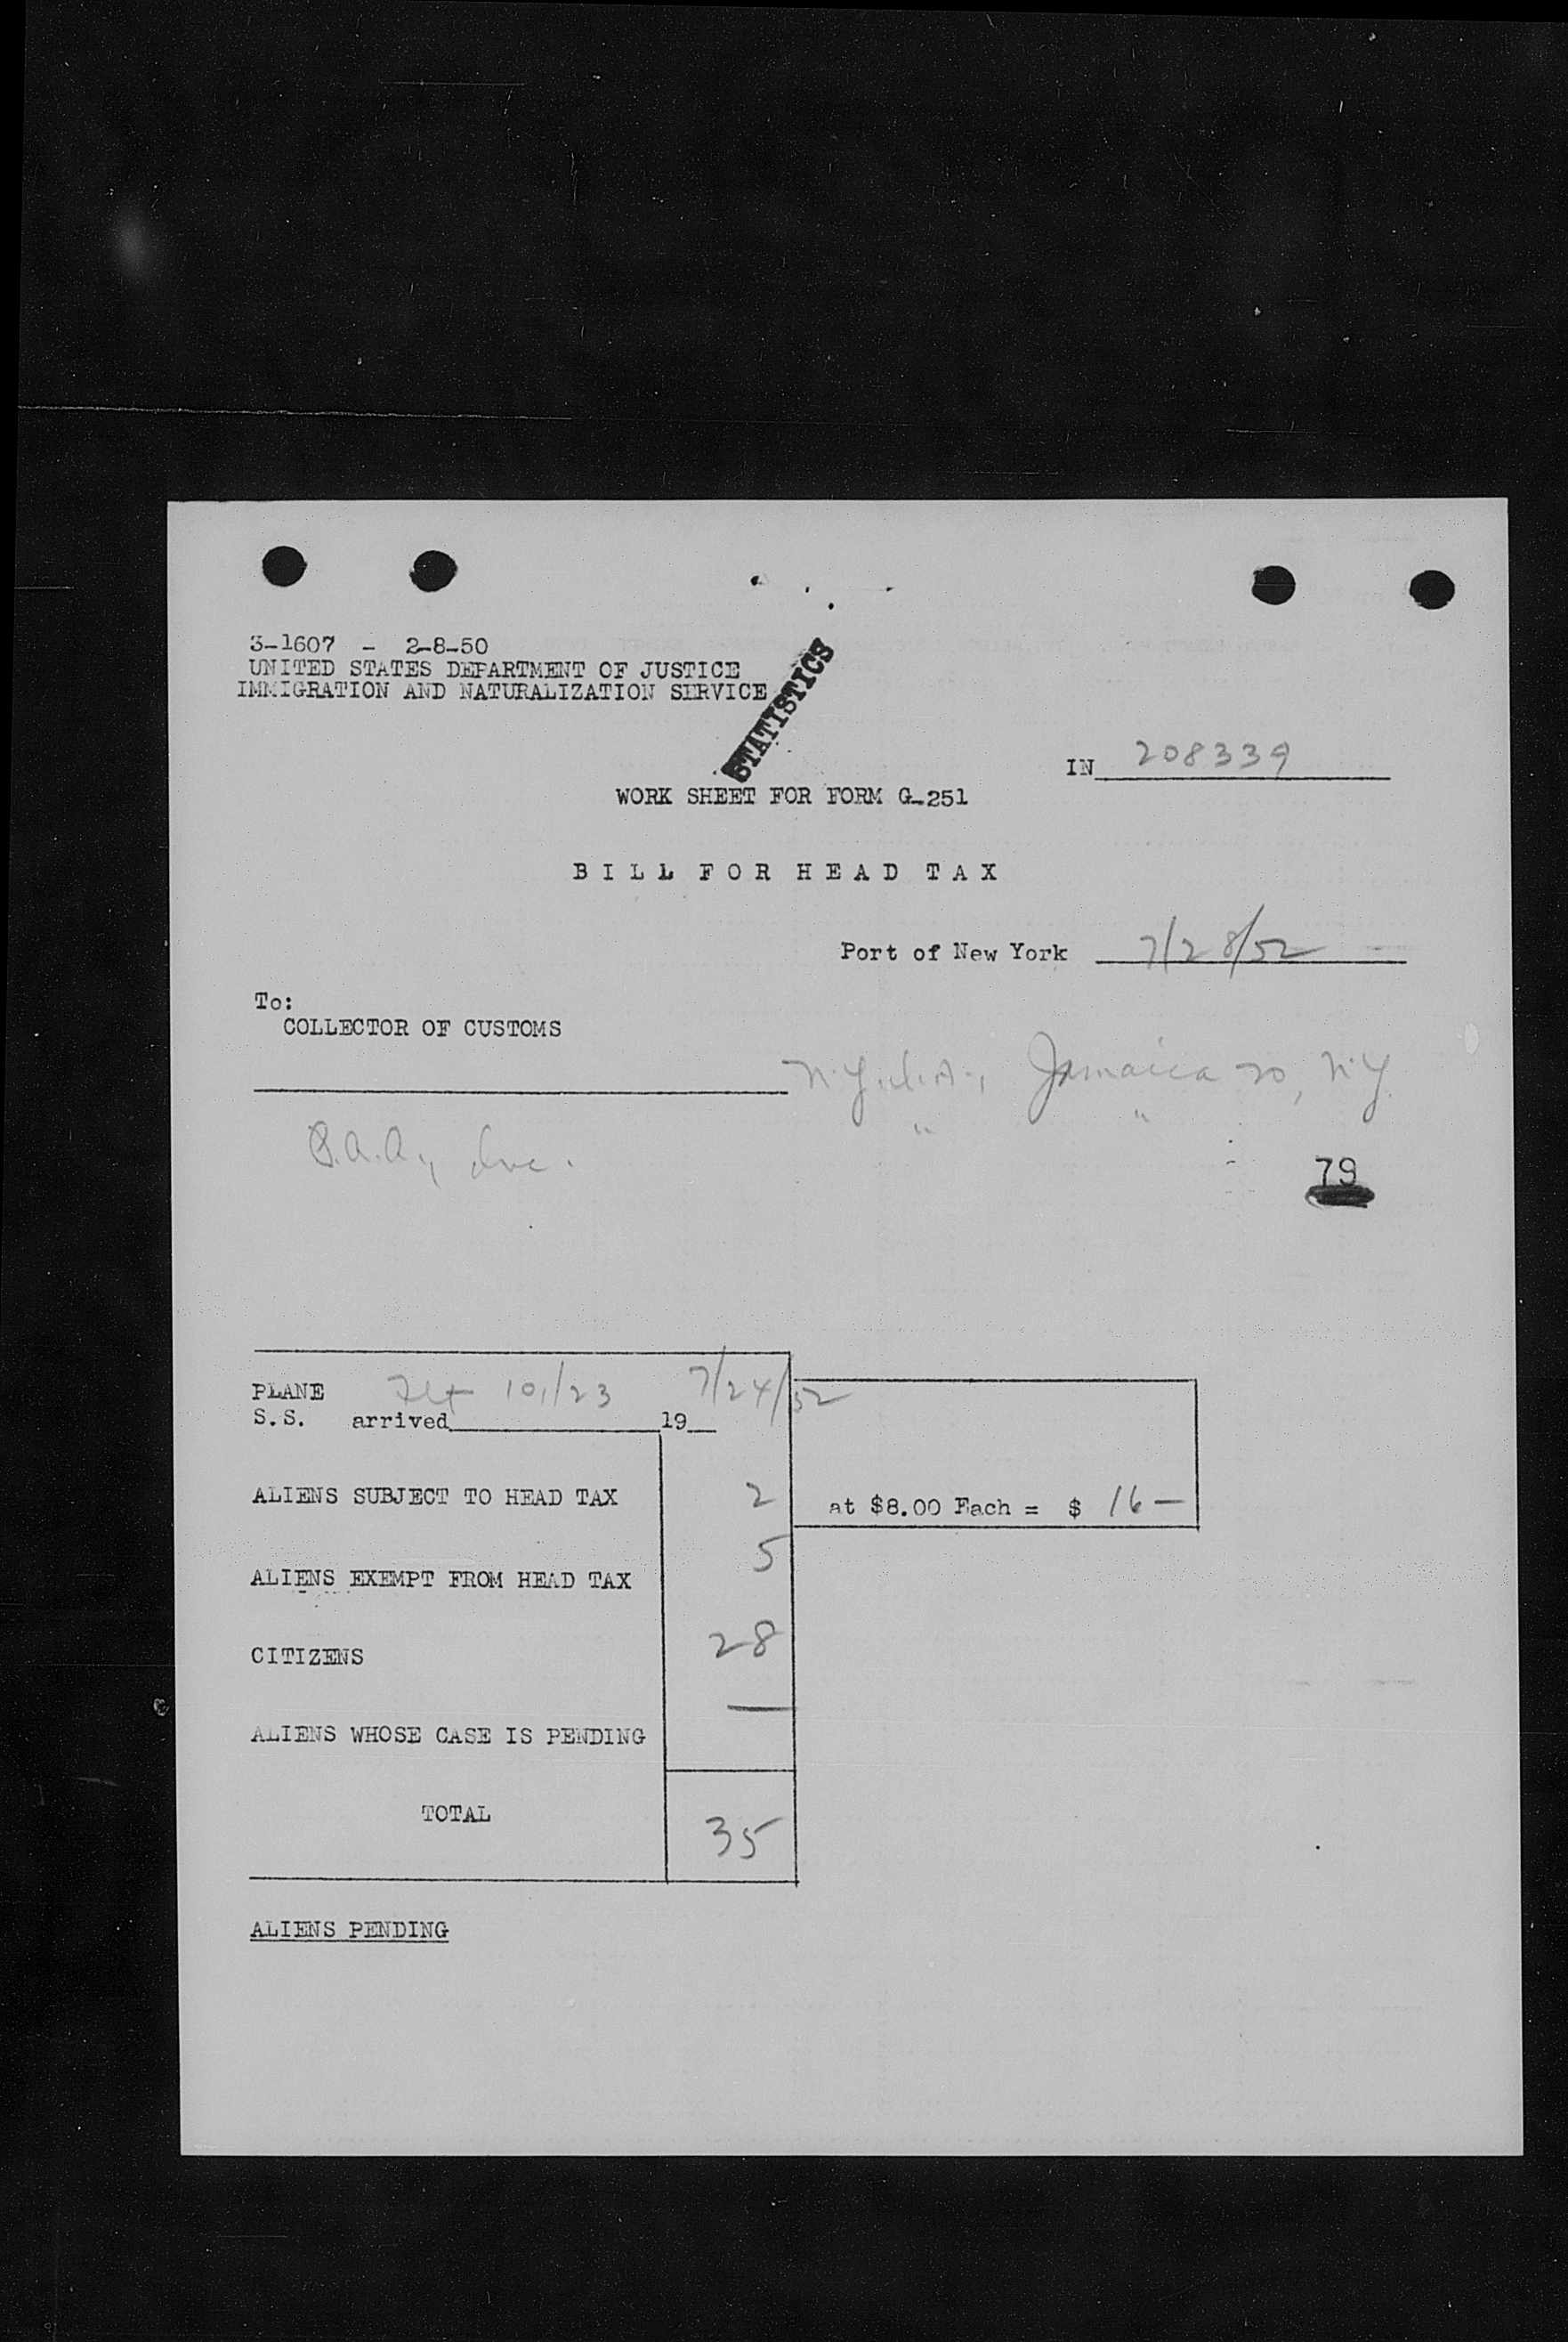 3-1607 - 2-8-50
UNITED STATES DEPARTMENT OF JUSTICE
IMMIGRATION AND NATURALIZATION SERVICE
STATISTICS
IN 208339
WORK SHEET FOR FORM G-251
BILL FOR HEAD TAX
Port of New York 7/28/52
To:
COLLECTOR OF CUSTOMS
Jamaica 20, N.Y.
" "
Inc.
79
PLANE Flt 101/23 7/24/52
S.S. arrived 19
ALIENS SUBJECT TO HEAD TAX 2 at $8.00 Each = $ 16 —
ALIENS EXEMPT FROM HEAD TAX 5
CITIZENS 28
ALIENS WHOSE CASE IS PENDING —
TOTAL 35
ALIENS PENDING